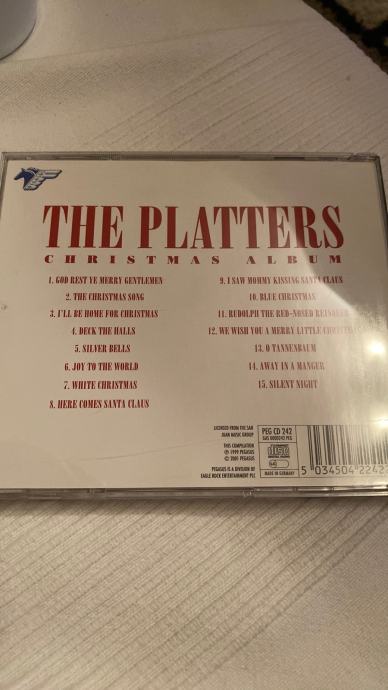 THE PLATTERS
CHRISTMAS ALBUM
1. GOD REST YE MERRY GENTLEMEN
2. THE CHRISTMAS SONG
3. I'LL BE HOME FOR CHRISTMAS
4. DECK THE HALLS
5. SILVER BELLS
6. JOY TO THE WORLD
7. WHITE CHRISTMAS
8. HERE COMES SANTA CLAUS
9. I SAW MOMMY KISSING SANTA CLAUS
10. BLUE CHRISTMAS
11. RUDOLPH THE RED-NOSED REINDEER
12. WE WISH YOU A MERRY LITTLE CHRISTMAS
13. O TANNENBAUM
14. AWAY IN A MANGER
15. SILENT NIGHT
LICENSED FROM THE SAN
JUAN MUSIC GROUP
THIS COMPILATION
℗ 1999 PEGASUS
© 2001 PEGASUS
PEGASUS IS A DIVISION OF
EAGLE ROCK ENTERTAINMENT PLC
PEG CD 242
MADE IN GERMANY
5 034504 2242